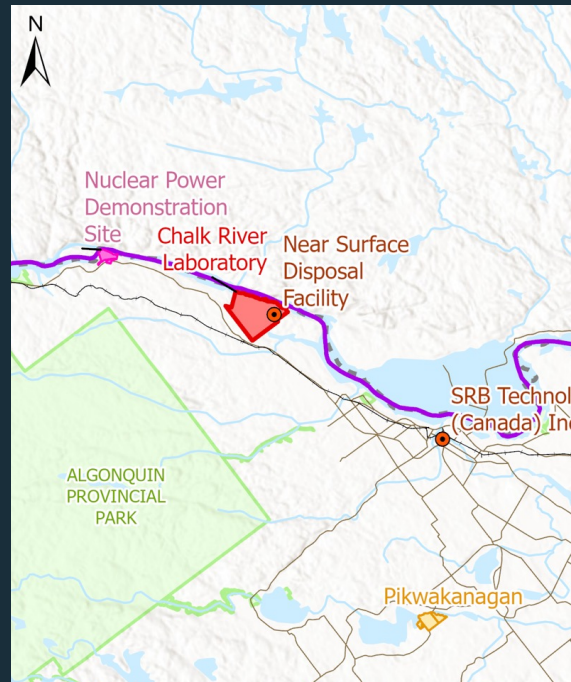 N
Nuclear Power
Demonstration
Site
Chalk River
Laboratory
Near Surface
Disposal
Facility
SRB Technol
(Canada) Inc
ALGONQUIN
PROVINCIAL
PARK
Pikwakanagan